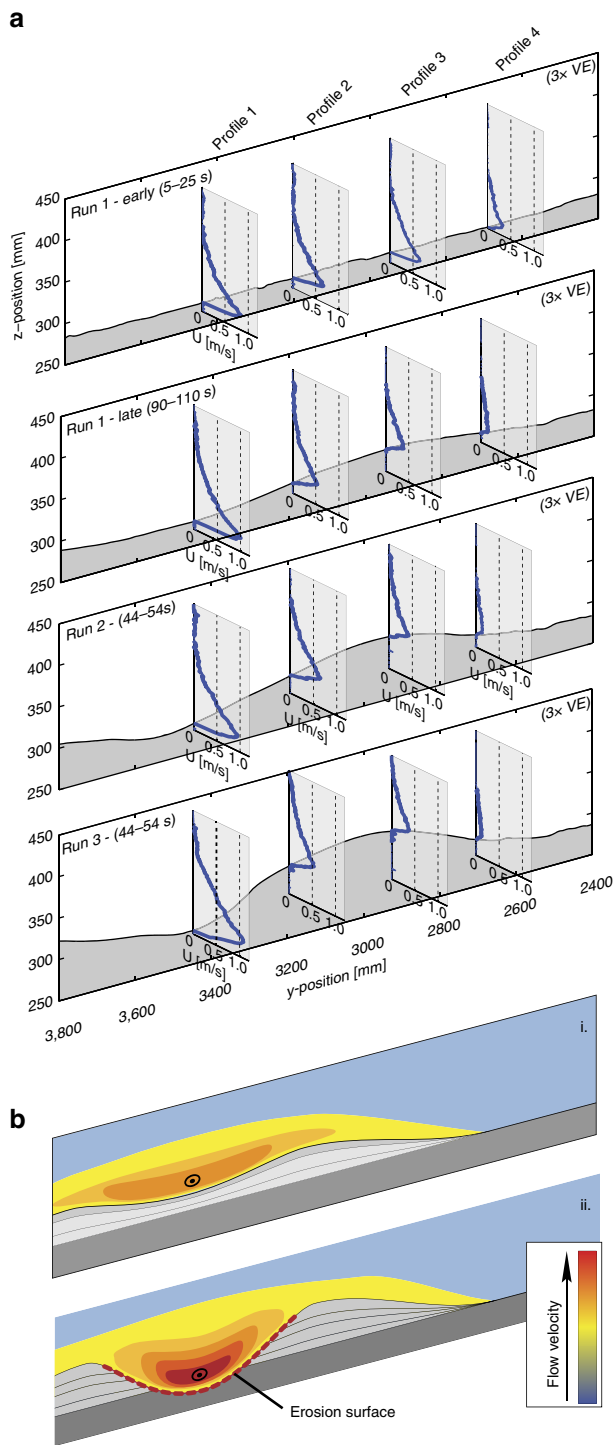 a
Profile 1
Profile 2
Profile 3
Profile 4
(3× VE)
Run 1 - early (5–25 s)
z-position [mm]
450
400
350
300
250
0 0.5 1.0
U [m/s]
0 0.5 1.0
0 0.5 1.0
0 0.5 1.0
(3× VE)
Run 1 - late (90–110 s)
450
400
350
300
250
0 0.5 1.0
U [m/s]
0 0.5 1.0
0 0.5 1.0
0 0.5 1.0
(3× VE)
Run 2 - (44–54s)
450
400
350
300
250
0 0.5 1.0
U [m/s]
0 0.5 1.0
U [m/s]
0 0.5 1.0
U [m/s]
0 0.5 1.0
U [m/s]
(3× VE)
Run 3 - (44–54 s)
450
400
350
300
250
0 0.5 1.0
U [m/s]
0 0.5 1.0
0 0.5 1.0
0 0.5 1.0
3,800
3,600
3400
3200
3000
2800
2600
2400
y-position [mm]
b
i.
ii.
Flow velocity
Erosion surface